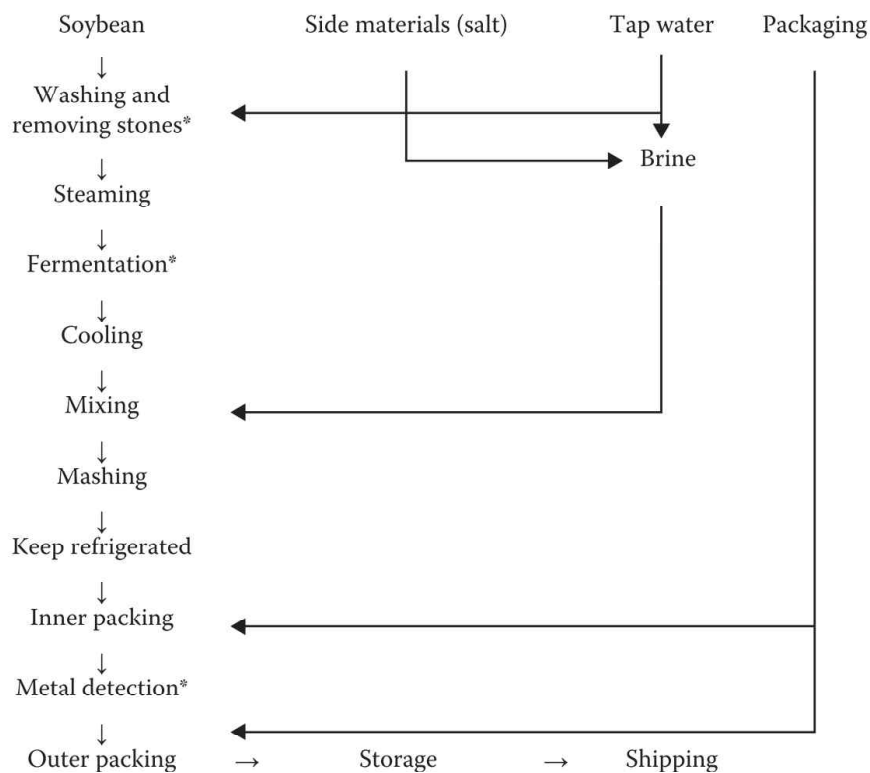 Soybean Side materials (salt) Tap water Packaging
↓
Washing and
removing stones*
↓
Brine
Steaming
↓
Fermentation*
↓
Cooling
↓
Mixing
↓
Mashing
↓
Keep refrigerated
↓
Inner packing
↓
Metal detection*
↓
Outer packing → Storage → Shipping